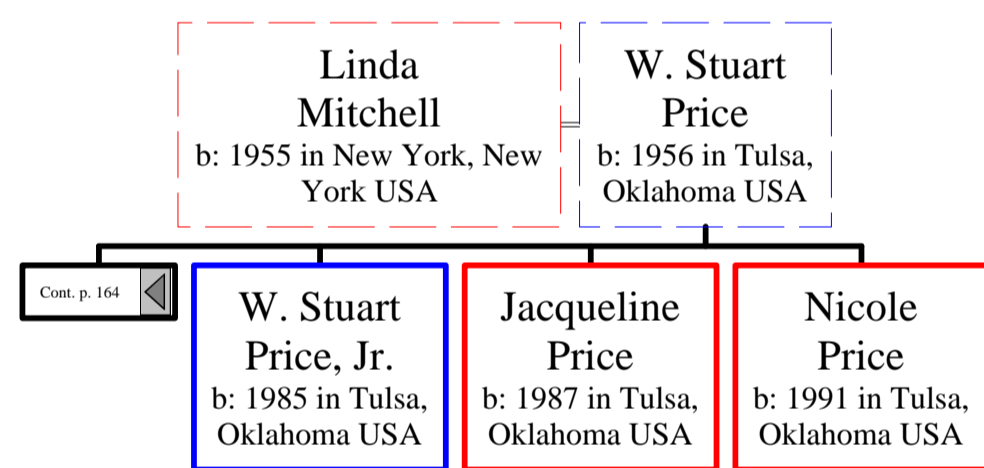 Linda
Mitchell
b: 1955 in New York, New
York USA
W. Stuart
Price
b: 1956 in Tulsa,
Oklahoma USA
Cont. p. 164
W. Stuart
Price, Jr.
b: 1985 in Tulsa,
Oklahoma USA
Jacqueline
Price
b: 1987 in Tulsa,
Oklahoma USA
Nicole
Price
b: 1991 in Tulsa,
Oklahoma USA